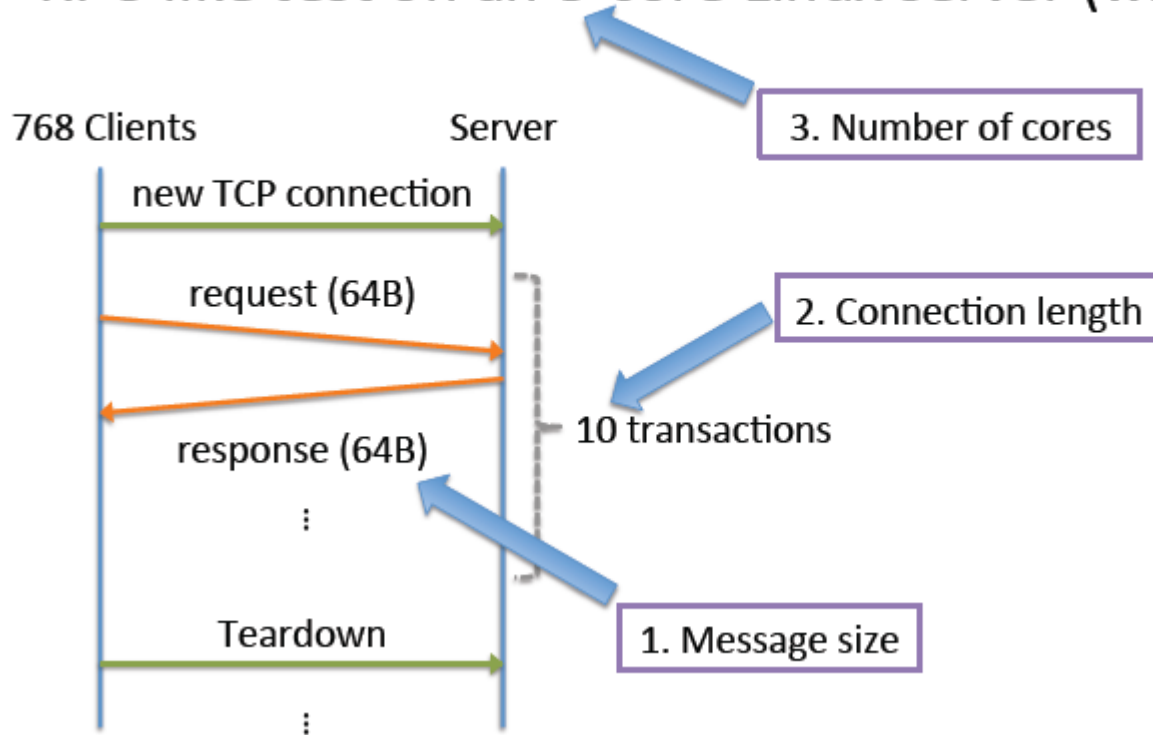 3. Number of cores
768 Clients
Server
new TCP connection
request (64B)
2. Connection length
10 transactions
response (64B)
⋮
1. Message size
Teardown
⋮